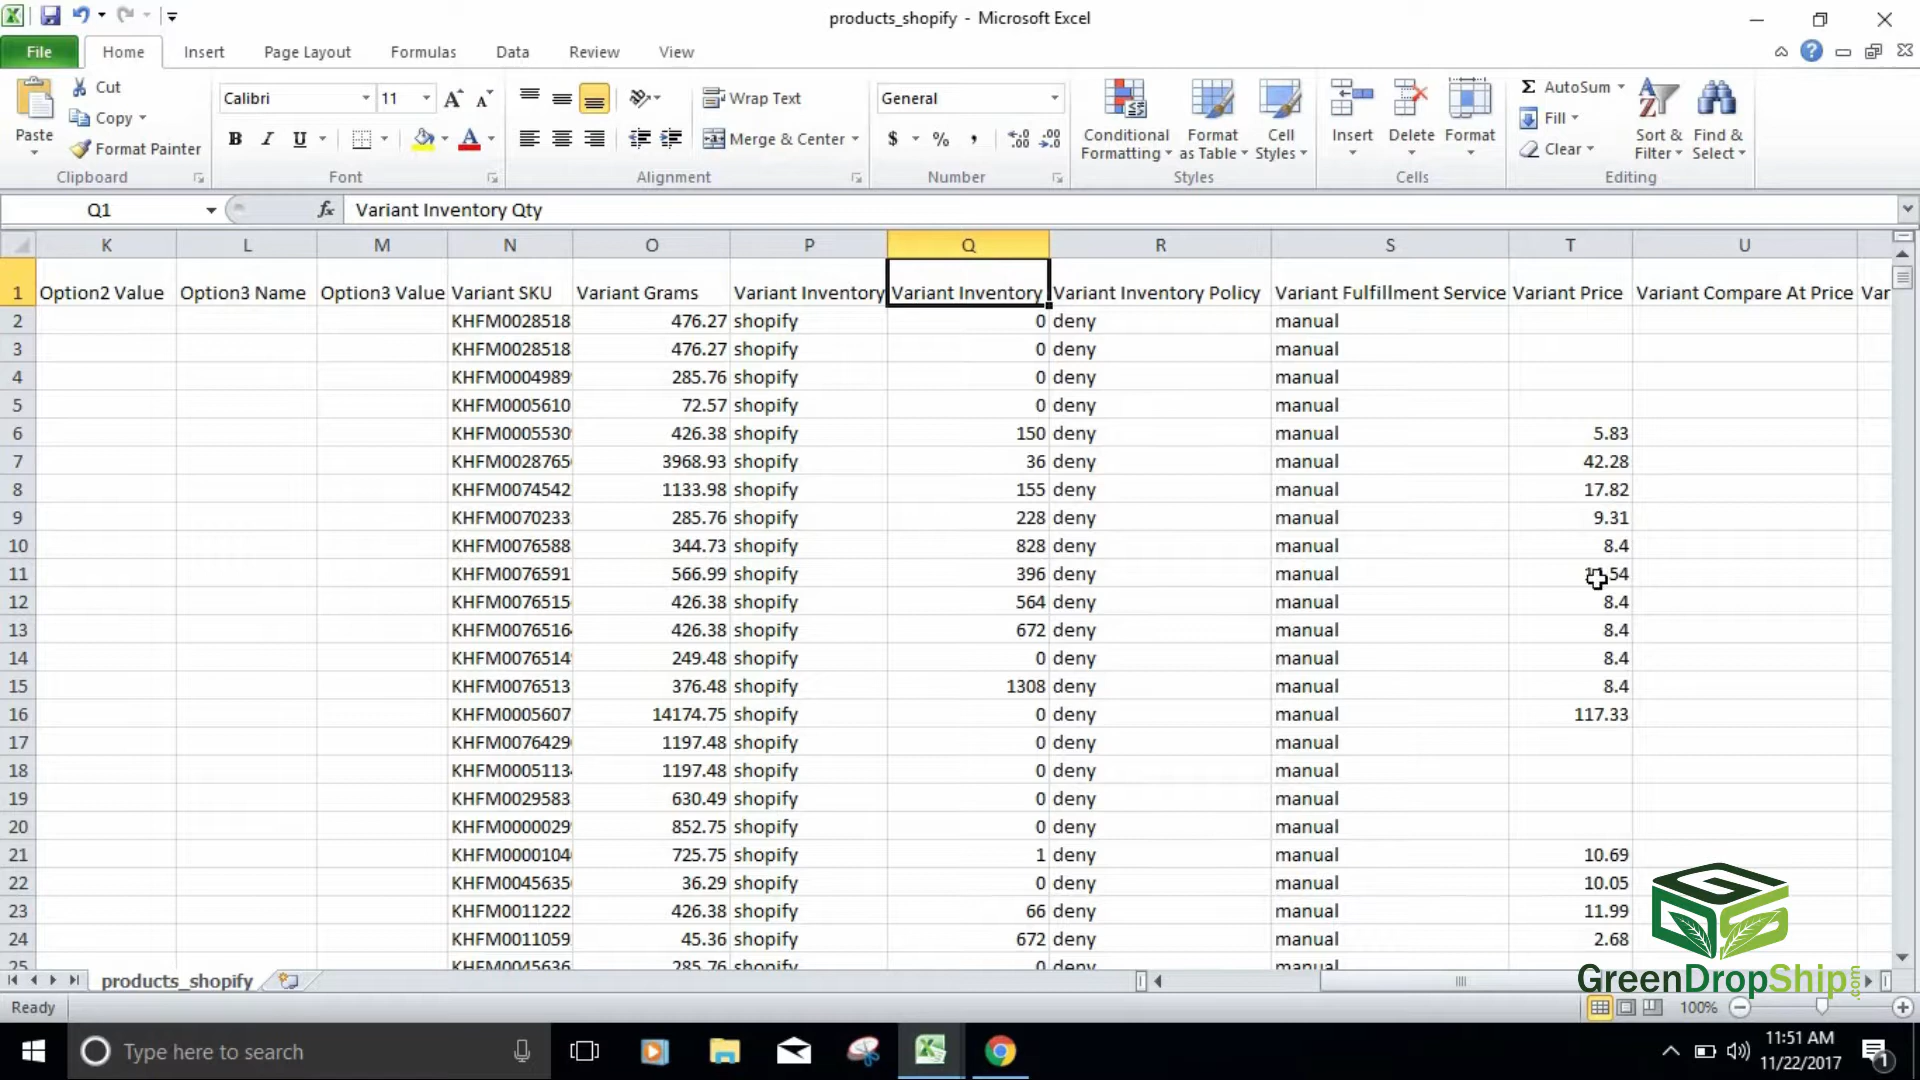 products_shopify - Microsoft Excel
File Home Insert Page Layout Formulas Data Review View
Paste Cut Copy Format Painter
Calibri 11
B I U
Wrap Text
Merge & Center
General
$ % ,
Conditional Formatting
Format as Table
Cell Styles
Insert Delete Format
Σ AutoSum
Fill
Clear
Sort & Filter
Find & Select
Clipboard Font Alignment Number Styles Cells Editing
Q1 fx Variant Inventory Qty
K L M N O P Q R S T U
1 Option2 Value Option3 Name Option3 Value Variant SKU Variant Grams Variant Inventory Variant Inventory Variant Inventory Policy Variant Fulfillment Service Variant Price Variant Compare At Price Var
2 KHFM0028518 476.27 shopify 0 deny manual
3 KHFM0028518 476.27 shopify 0 deny manual
4 KHFM0004989 285.76 shopify 0 deny manual
5 KHFM0005610 72.57 shopify 0 deny manual
6 KHFM0005530 426.38 shopify 150 deny manual 5.83
7 KHFM0028765 3968.93 shopify 36 deny manual 42.28
8 KHFM0074542 1133.98 shopify 155 deny manual 17.82
9 KHFM0070233 285.76 shopify 228 deny manual 9.31
10 KHFM0076588 344.73 shopify 828 deny manual 8.4
11 KHFM0076591 566.99 shopify 396 deny manual
12 KHFM0076515 426.38 shopify 564 deny manual 8.4
13 KHFM0076516 426.38 shopify 672 deny manual 8.4
14 KHFM0076514 249.48 shopify 0 deny manual 8.4
15 KHFM0076513 376.48 shopify 1308 deny manual 8.4
16 KHFM0005607 14174.75 shopify 0 deny manual 117.33
17 KHFM0076429 1197.48 shopify 0 deny manual
18 KHFM0005113 1197.48 shopify 0 deny manual
19 KHFM0029583 630.49 shopify 0 deny manual
20 KHFM0000029 852.75 shopify 0 deny manual
21 KHFM0000104 725.75 shopify 1 deny manual 10.69
22 KHFM0045635 36.29 shopify 0 deny manual 10.05
23 KHFM0011222 426.38 shopify 66 deny manual 11.99
24 KHFM0011059 45.36 shopify 672 deny manual 2.68
25 KHFM0045636 285.76 shopify 0 deny manual
products_shopify
GreenDropShip.com
Ready 100%
Type here to search
11:51 AM
11/22/2017
1